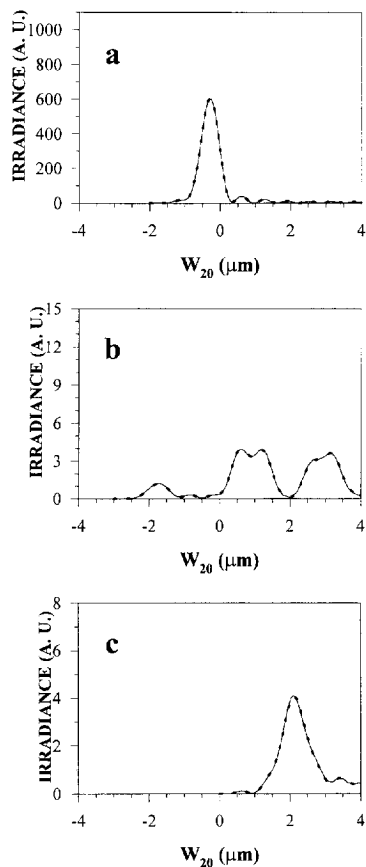 1000
800
600
400
200
0
IRRADIANCE (A. U.)
a
-4 -2 0 2 4
W20 (μm)
15
12
9
6
3
0
IRRADIANCE (A. U.)
b
-4 -2 0 2 4
W20 (μm)
8
6
4
2
0
IRRADIANCE (A. U.)
c
-4 -2 0 2 4
W20 (μm)